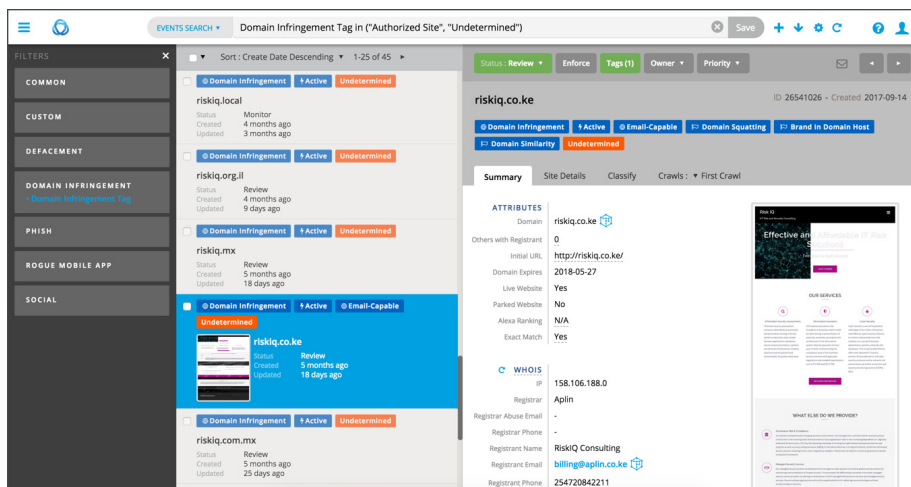 EVENTS SEARCH
Domain Infringement Tag in ("Authorized Site", "Undetermined")
Save
FILTERS
COMMON
CUSTOM
DEFACEMENT
DOMAIN INFRINGEMENT
• Domain Infringement Tag
PHISH
ROGUE MOBILE APP
SOCIAL
Sort : Create Date Descending
1-25 of 45
Domain Infringement Active Undetermined
riskiq.local
Status Monitor
Created 4 months ago
Updated 3 months ago
Domain Infringement Active Undetermined
riskiq.org.il
Status Review
Created 4 months ago
Updated 9 days ago
Domain Infringement Active Undetermined
riskiq.mx
Status Review
Created 5 months ago
Updated 18 days ago
Domain Infringement Active Email-Capable
Undetermined
riskiq.co.ke
Status Review
Created 5 months ago
Updated 18 days ago
Domain Infringement Active Undetermined
riskiq.com.mx
Status Review
Created 5 months ago
Updated 25 days ago
Status : Review Enforce Tags (1) Owner Priority
riskiq.co.ke
ID 26541026 - Created 2017-09-14
Domain Infringement Active Email-Capable Domain Squatting Brand in Domain Host
Domain Similarity Undetermined
Summary Site Details Classify Crawls : First Crawl
ATTRIBUTES
Domain riskiq.co.ke
Others with Registrant 0
Initial URL http://riskiq.co.ke/
Domain Expires 2018-05-27
Live Website Yes
Parked Website No
Alexa Ranking N/A
Exact Match Yes
WHOIS
IP 158.106.188.0
Registrar Aplin
Registrar Abuse Email -
Registrar Phone -
Registrant Name RiskIQ Consulting
Registrant Email billing@aplin.co.ke
Registrant Phone 254720842211
Risk IQ
Effective and Affordable IT Risk
Solutions
OUR SERVICES
WHAT ELSE DO WE PROVIDE?